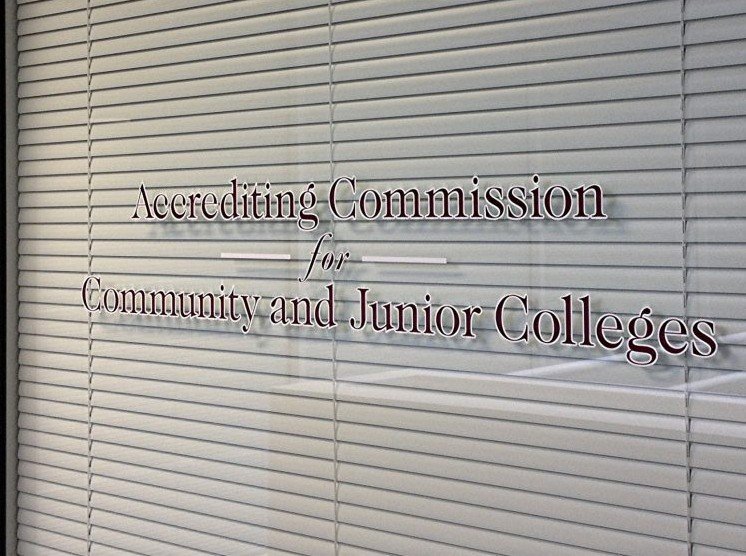 Accrediting Commission
for
Community and Junior Colleges